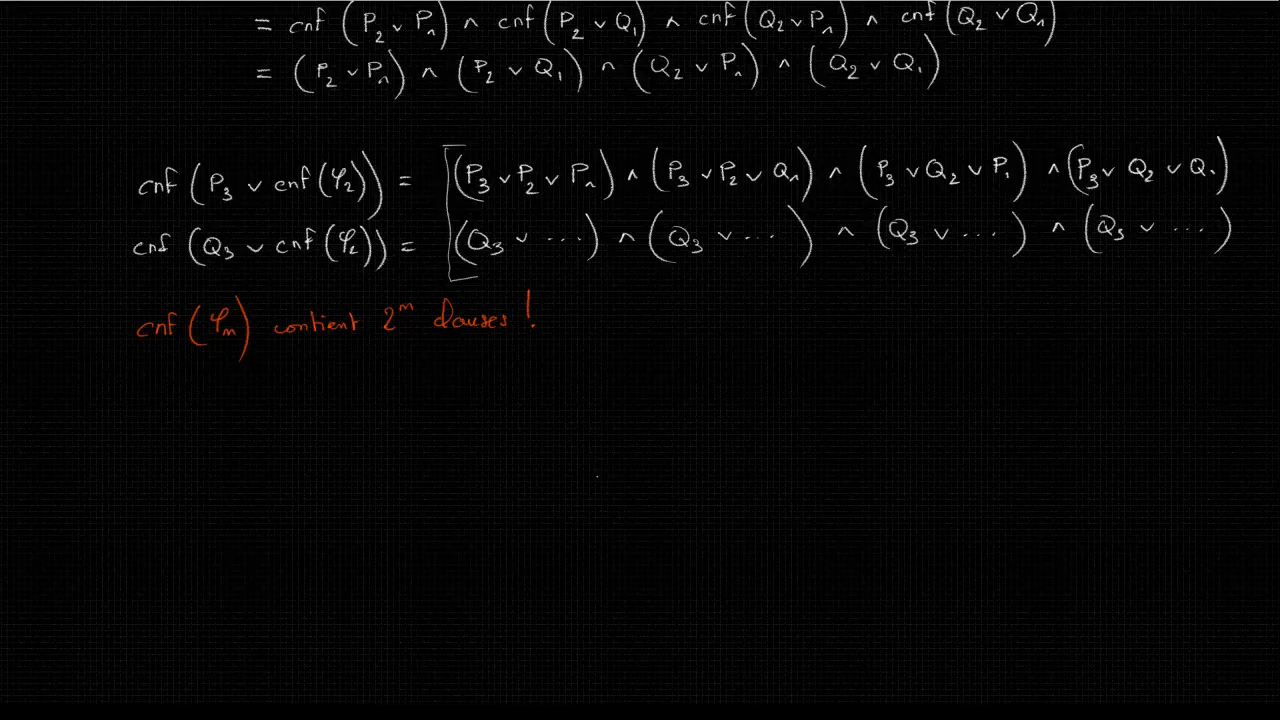 = cnf (P₂ ∨ P₁) ∧ cnf (P₂ ∨ Q₁) ∧ cnf (Q₂ ∨ P₁) ∧ cnf (Q₂ ∨ Q₁)
= (P₂ ∨ P₁) ∧ (P₂ ∨ Q₁) ∧ (Q₂ ∨ P₁) ∧ (Q₂ ∨ Q₁)
cnf (P₃ ∨ cnf(φ₂)) = [(P₃ ∨ P₂ ∨ P₁) ∧ (P₃ ∨ P₂ ∨ Q₁) ∧ (P₃ ∨ Q₂ ∨ P₁) ∧ (P₃ ∨ Q₂ ∨ Q₁)
cnf (Q₃ ∨ cnf(φ₂)) = (Q₃ ∨ ...) ∧ (Q₃ ∨ ...) ∧ (Q₃ ∨ ...) ∧ (Q₃ ∨ ...)
cnf (φₙ) contient 2ⁿ clauses !